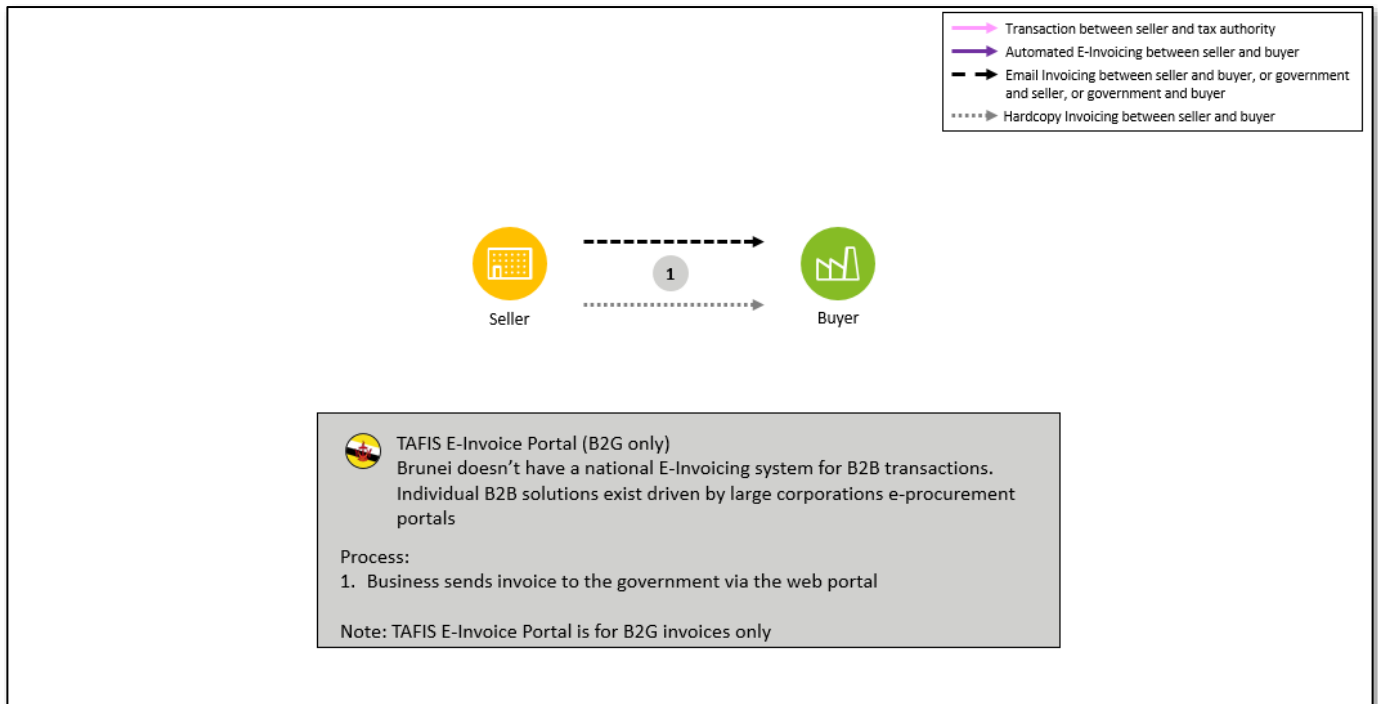 Transaction between seller and tax authority
Automated E-Invoicing between seller and buyer
Email Invoicing between seller and buyer, or government
and seller, or government and buyer
Hardcopy Invoicing between seller and buyer
1
Seller
Buyer
TAFIS E-Invoice Portal (B2G only)
Brunei doesn’t have a national E-Invoicing system for B2B transactions.
Individual B2B solutions exist driven by large corporations e-procurement
portals
Process:
1. Business sends invoice to the government via the web portal
Note: TAFIS E-Invoice Portal is for B2G invoices only